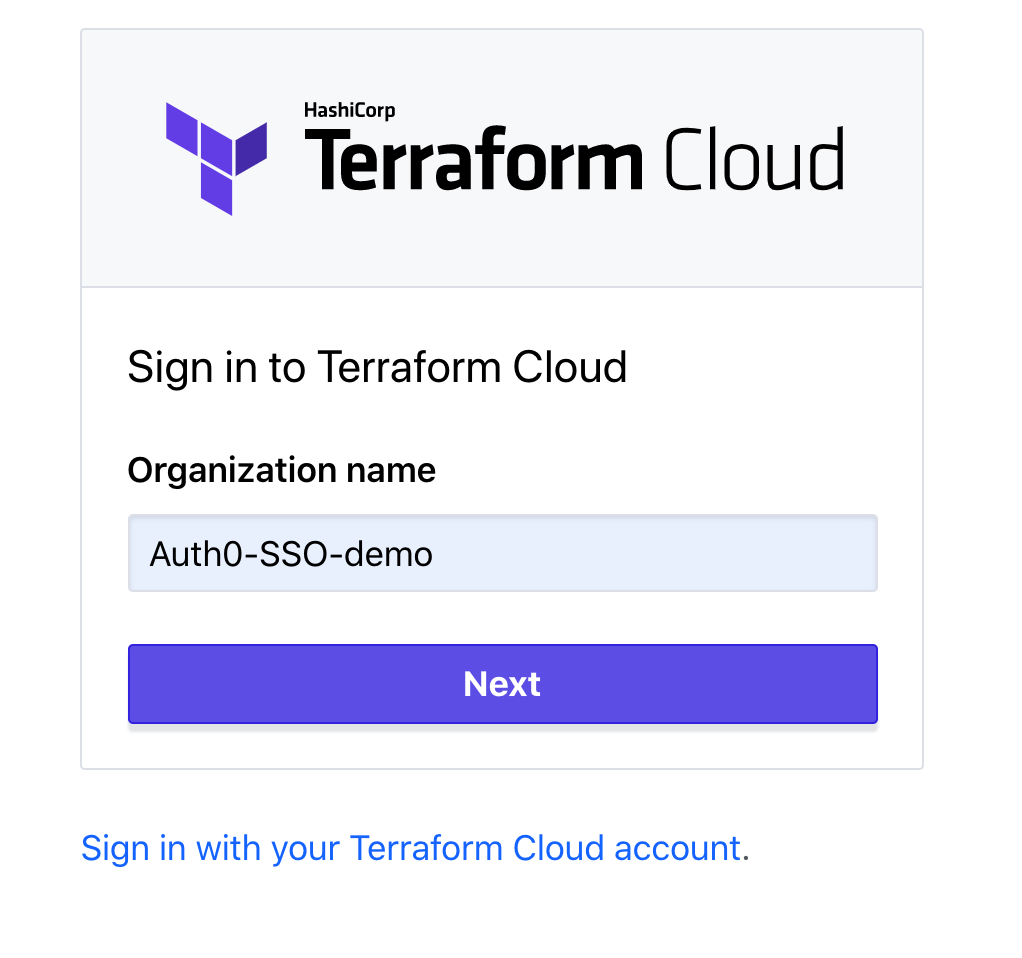 HashiCorp
Terraform Cloud
Sign in to Terraform Cloud
Organization name
Auth0-SSO-demo
Next
Sign in with your Terraform Cloud account.